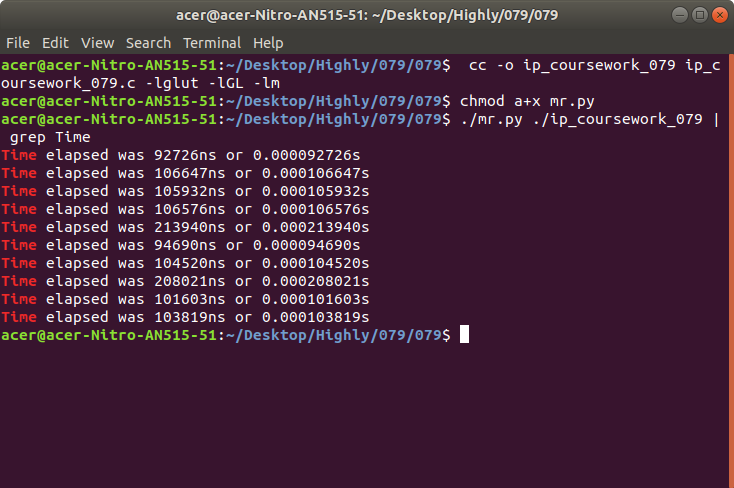 acer@acer-Nitro-AN515-51: ~/Desktop/Highly/079/079
File Edit View Search Terminal Help
acer@acer-Nitro-AN515-51:~/Desktop/Highly/079/079$  cc -o ip_coursework_079 ip_c
oursework_079.c -lglut -lGL -lm
acer@acer-Nitro-AN515-51:~/Desktop/Highly/079/079$ chmod a+x mr.py
acer@acer-Nitro-AN515-51:~/Desktop/Highly/079/079$ ./mr.py ./ip_coursework_079 |
 grep Time
Time elapsed was 92726ns or 0.000092726s
Time elapsed was 106647ns or 0.000106647s
Time elapsed was 105932ns or 0.000105932s
Time elapsed was 106576ns or 0.000106576s
Time elapsed was 213940ns or 0.000213940s
Time elapsed was 94690ns or 0.000094690s
Time elapsed was 104520ns or 0.000104520s
Time elapsed was 208021ns or 0.000208021s
Time elapsed was 101603ns or 0.000101603s
Time elapsed was 103819ns or 0.000103819s
acer@acer-Nitro-AN515-51:~/Desktop/Highly/079/079$